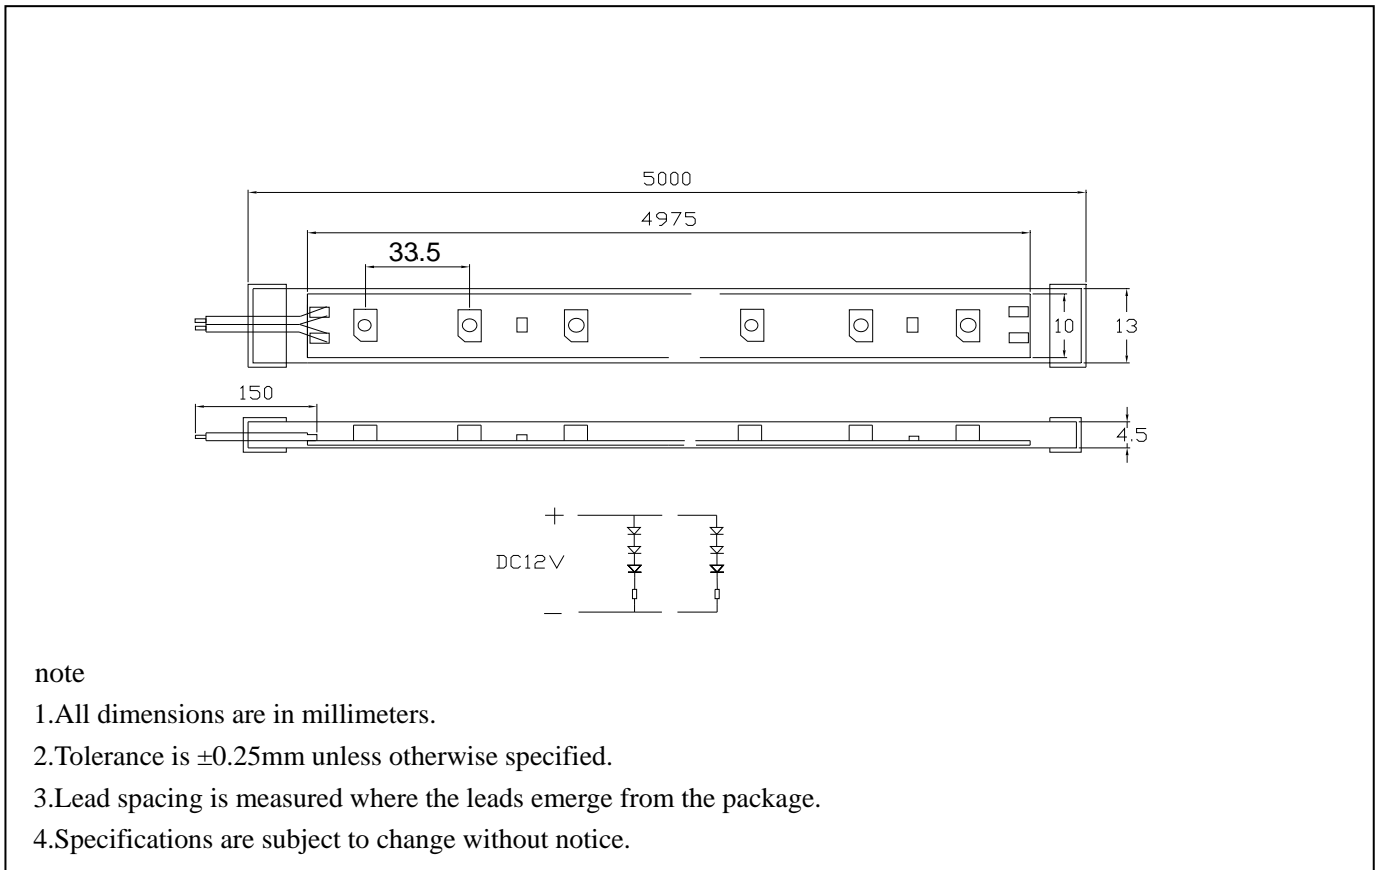 5000
4975
33.5
10
13
150
4.5
+
DC12V
—
note
1.All dimensions are in millimeters.
2.Tolerance is ±0.25mm unless otherwise specified.
3.Lead spacing is measured where the leads emerge from the package.
4.Specifications are subject to change without notice.